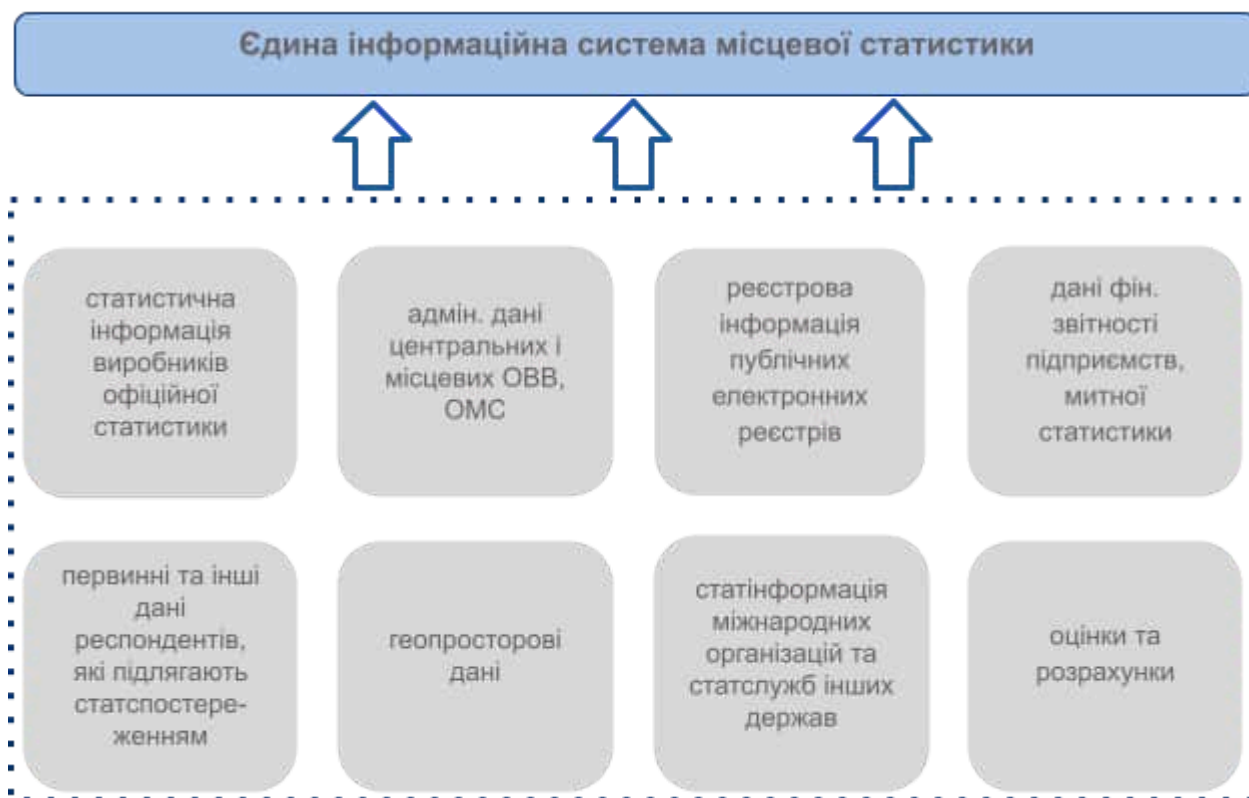 Єдина інформаційна система місцевої статистики
статистична
інформація
виробників
офіційної
статистики
адмін. дані
центральних і
місцевих ОВВ,
ОМС
реєстрова
інформація
публічних
електронних
реєстрів
дані фін.
звітності
підприємств,
митної
статистики
первинні та інші
дані
респондентів,
які підлягають
статспостере-
женням
геопросторові
дані
статінформація
міжнародних
організацій та
статслужб інших
держав
оцінки та
розрахунки